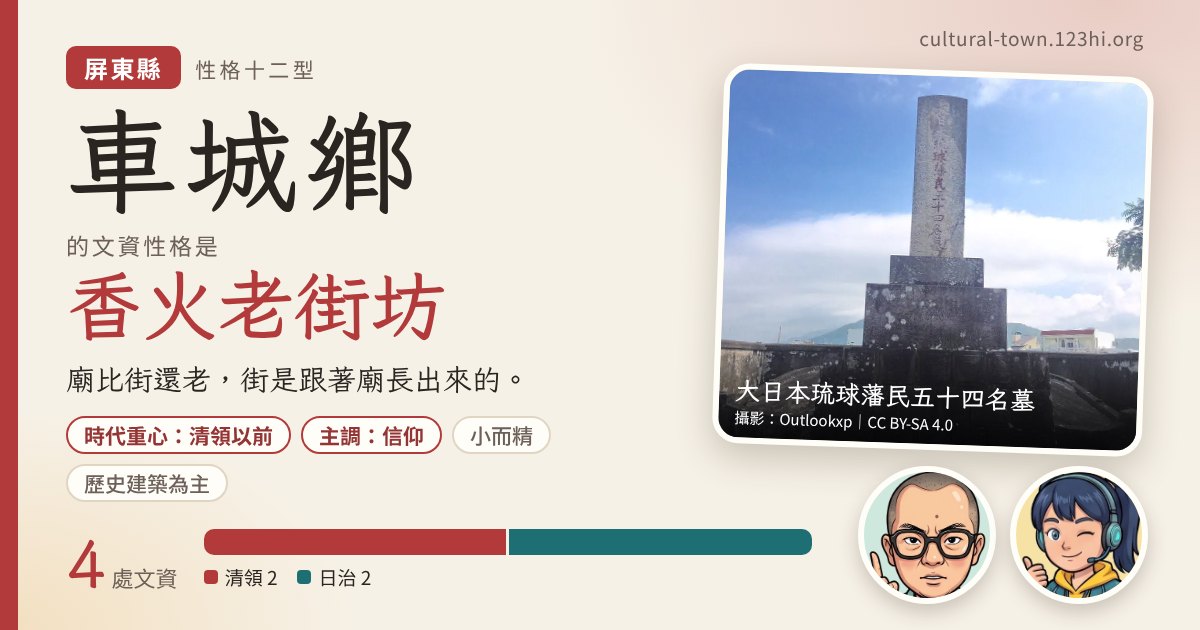 cultural-town.123hi.org
屏東縣 性格十二型
車城鄉
的文資性格是
香火老街坊
廟比街還老，街是跟著廟長出來的。
時代重心：清領以前 主調：信仰 小而精
歷史建築為主
4 處文資
清領 2 日治 2
大日本琉球藩民五十四名墓
攝影：Outlookxp｜CC BY-SA 4.0